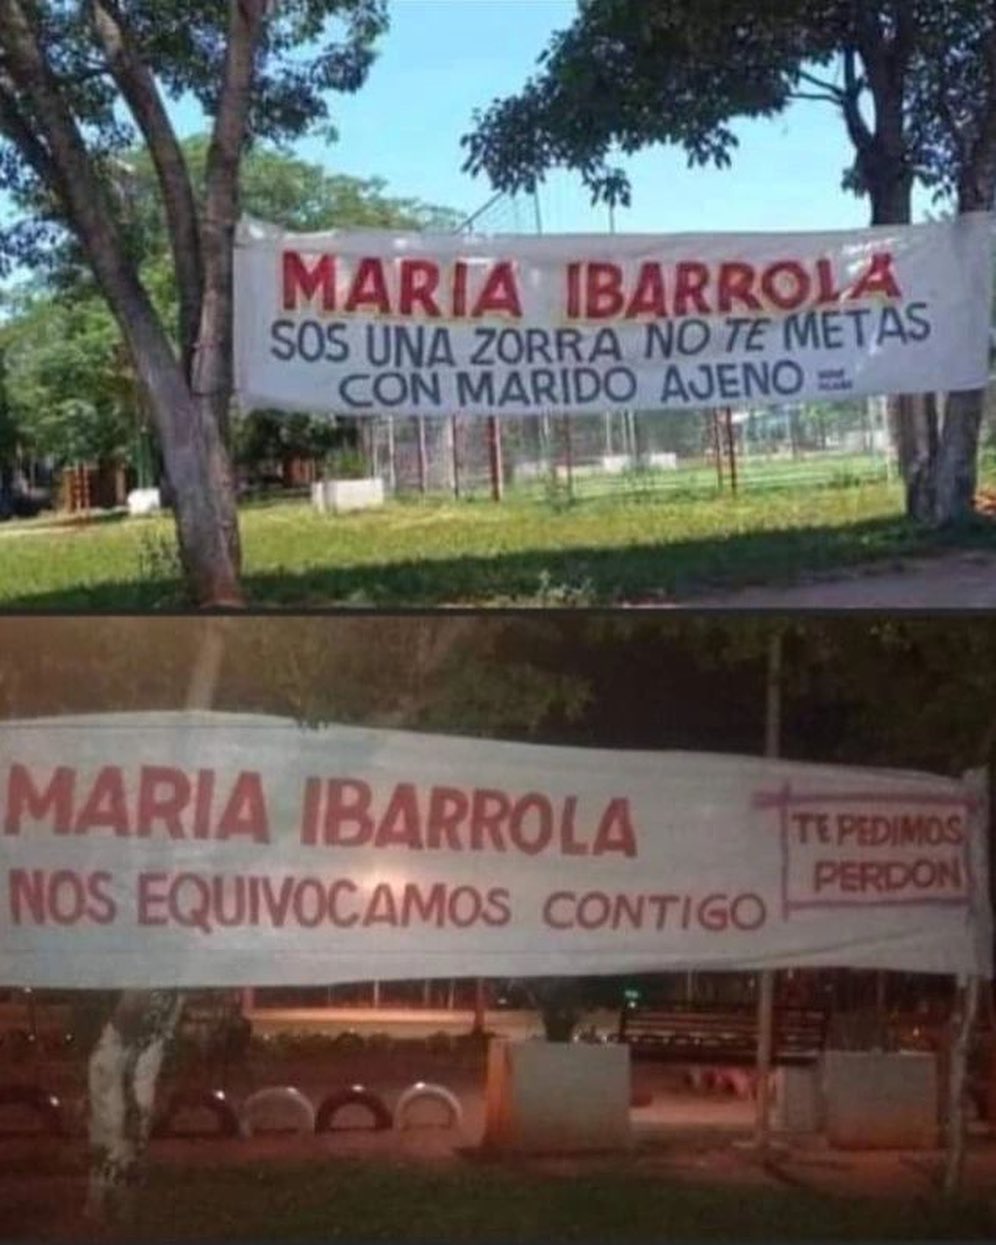 MARIA IBARROLA
SOS UNA ZORRA NO TE METAS
CON MARIDO AJENO
MARIA IBARROLA
NOS EQUIVOCAMOS CONTIGO
TE PEDIMOS
PERDON